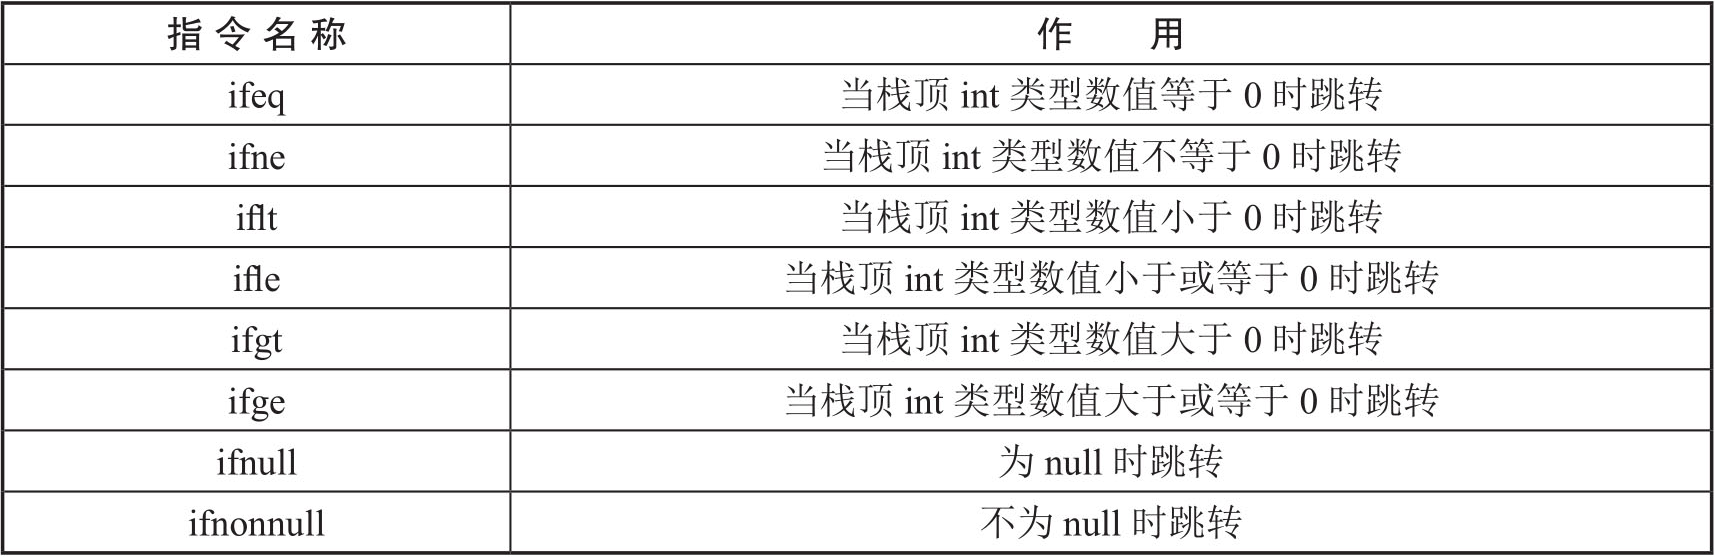 指令名称 作用
ifeq 当栈顶 int 类型数值等于 0 时跳转
ifne 当栈顶 int 类型数值不等于 0 时跳转
iflt 当栈顶 int 类型数值小于 0 时跳转
ifle 当栈顶 int 类型数值小于或等于 0 时跳转
ifgt 当栈顶 int 类型数值大于 0 时跳转
ifge 当栈顶 int 类型数值大于或等于 0 时跳转
ifnull 为 null 时跳转
ifnonnull 不为 null 时跳转